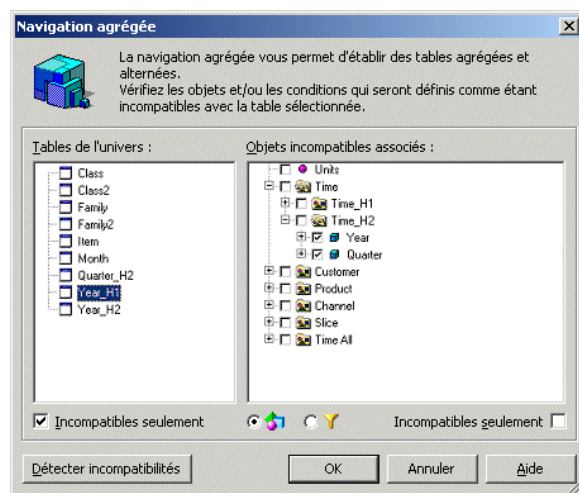 Navigation agrégée
La navigation agrégée vous permet d'établir des tables agrégées et
alternées.
Vérifiez les objets et/ou les conditions qui seront définis comme étant
incompatibles avec la table sélectionnée.
Tables de l'univers :
Class
Class2
Family
Family2
Item
Month
Quarter_H2
Year_H1
Year_H2
Objets incompatibles associés :
Units
Time
Time_H1
Time_H2
Year
Quarter
Customer
Product
Channel
Slice
Time All
Incompatibles seulement
Incompatibles seulement
Détecter incompatibilités
OK
Annuler
Aide